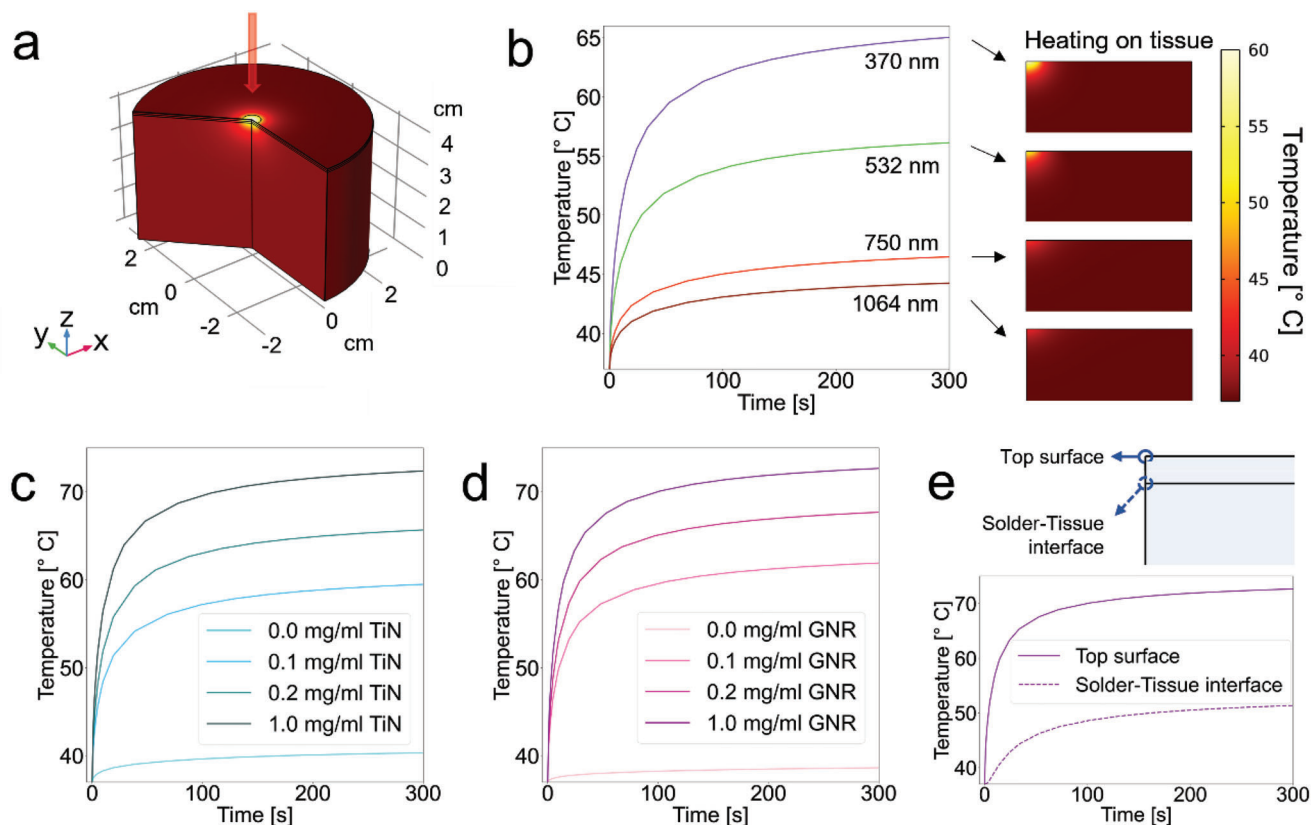 a
cm
4
3
2
1
0
2
cm
0
-2
-2
0
cm
2
z
y
x
b
Temperature [° C]
65
60
55
50
45
40
370 nm
532 nm
750 nm
1064 nm
0
100
200
300
Time [s]
Heating on tissue
60
55
50
45
40
Temperature [° C]
c
Temperature [° C]
70
60
50
40
0.0 mg/ml TiN
0.1 mg/ml TiN
0.2 mg/ml TiN
1.0 mg/ml TiN
0
100
200
300
Time [s]
d
Temperature [° C]
70
60
50
40
0.0 mg/ml GNR
0.1 mg/ml GNR
0.2 mg/ml GNR
1.0 mg/ml GNR
0
100
200
300
Time [s]
e
Top surface
Solder-Tissue
interface
Temperature [° C]
70
60
50
40
Top surface
Solder-Tissue interface
0
100
200
300
Time [s]